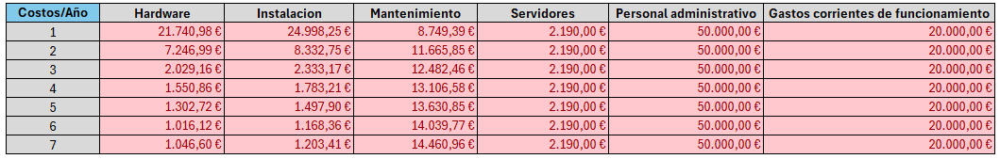 Costos/Año Hardware Instalacion Mantenimiento Servidores Personal administrativo Gastos corrientes de funcionamiento
1 21.740,98 € 24.998,25 € 8.749,39 € 2.190,00 € 50.000,00 € 20.000,00 €
2 7.246,99 € 8.332,75 € 11.665,85 € 2.190,00 € 50.000,00 € 20.000,00 €
3 2.029,16 € 2.333,17 € 12.482,46 € 2.190,00 € 50.000,00 € 20.000,00 €
4 1.550,86 € 1.783,21 € 13.106,58 € 2.190,00 € 50.000,00 € 20.000,00 €
5 1.302,72 € 1.497,90 € 13.630,85 € 2.190,00 € 50.000,00 € 20.000,00 €
6 1.016,12 € 1.168,36 € 14.039,77 € 2.190,00 € 50.000,00 € 20.000,00 €
7 1.046,60 € 1.203,41 € 14.460,96 € 2.190,00 € 50.000,00 € 20.000,00 €